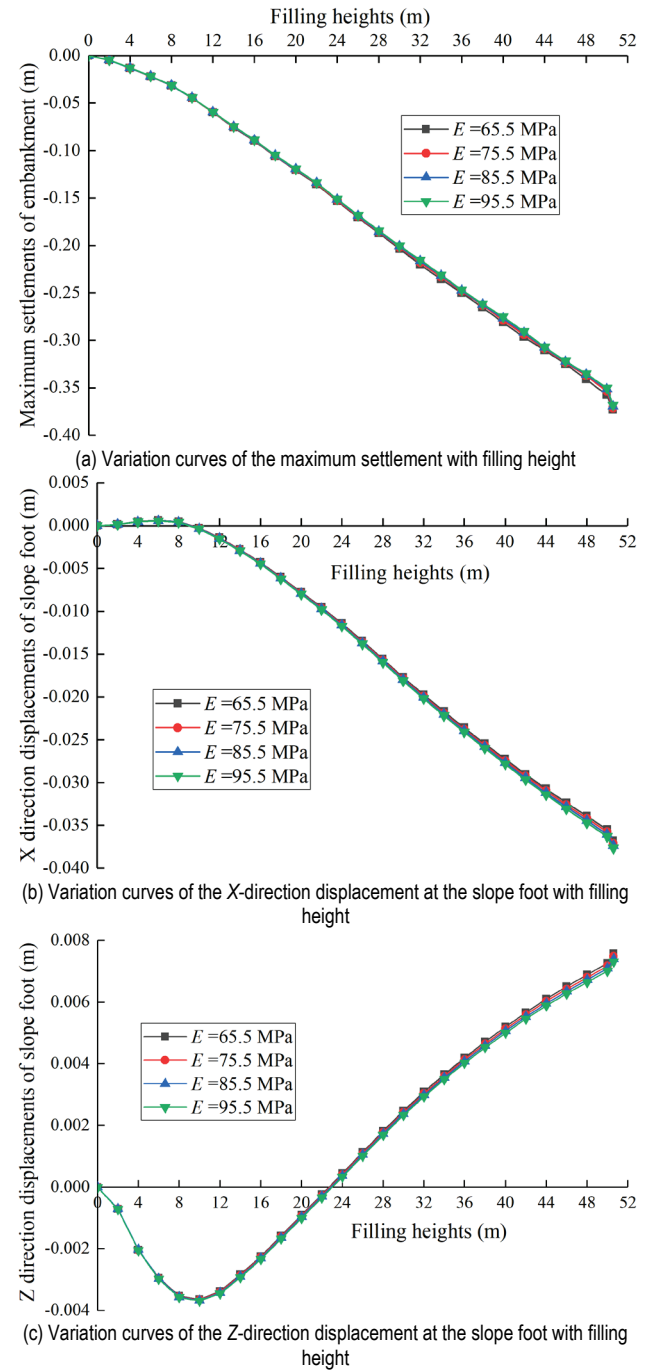 Filling heights (m)
0 4 8 12 16 20 24 28 32 36 40 44 48 52
0.00
-0.05
-0.10
-0.15
-0.20
-0.25
-0.30
-0.35
-0.40
Maximum settlements of embankment (m)
E =65.5 MPa
E =75.5 MPa
E =85.5 MPa
E =95.5 MPa
(a) Variation curves of the maximum settlement with filling height
0.005
0.000
-0.005
-0.010
-0.015
-0.020
-0.025
-0.030
-0.035
-0.040
X direction displacements of slope foot (m)
0 4 8 12 16 20 24 28 32 36 40 44 48 52
Filling heights (m)
E =65.5 MPa
E =75.5 MPa
E =85.5 MPa
E =95.5 MPa
(b) Variation curves of the X-direction displacement at the slope foot with filling
height
0.008
0.006
0.004
0.002
0.000
-0.002
-0.004
Z direction displacements of slope foot (m)
E =65.5 MPa
E =75.5 MPa
E =85.5 MPa
E =95.5 MPa
0 4 8 12 16 20 24 28 32 36 40 44 48 52
Filling heights (m)
(c) Variation curves of the Z-direction displacement at the slope foot with filling
height